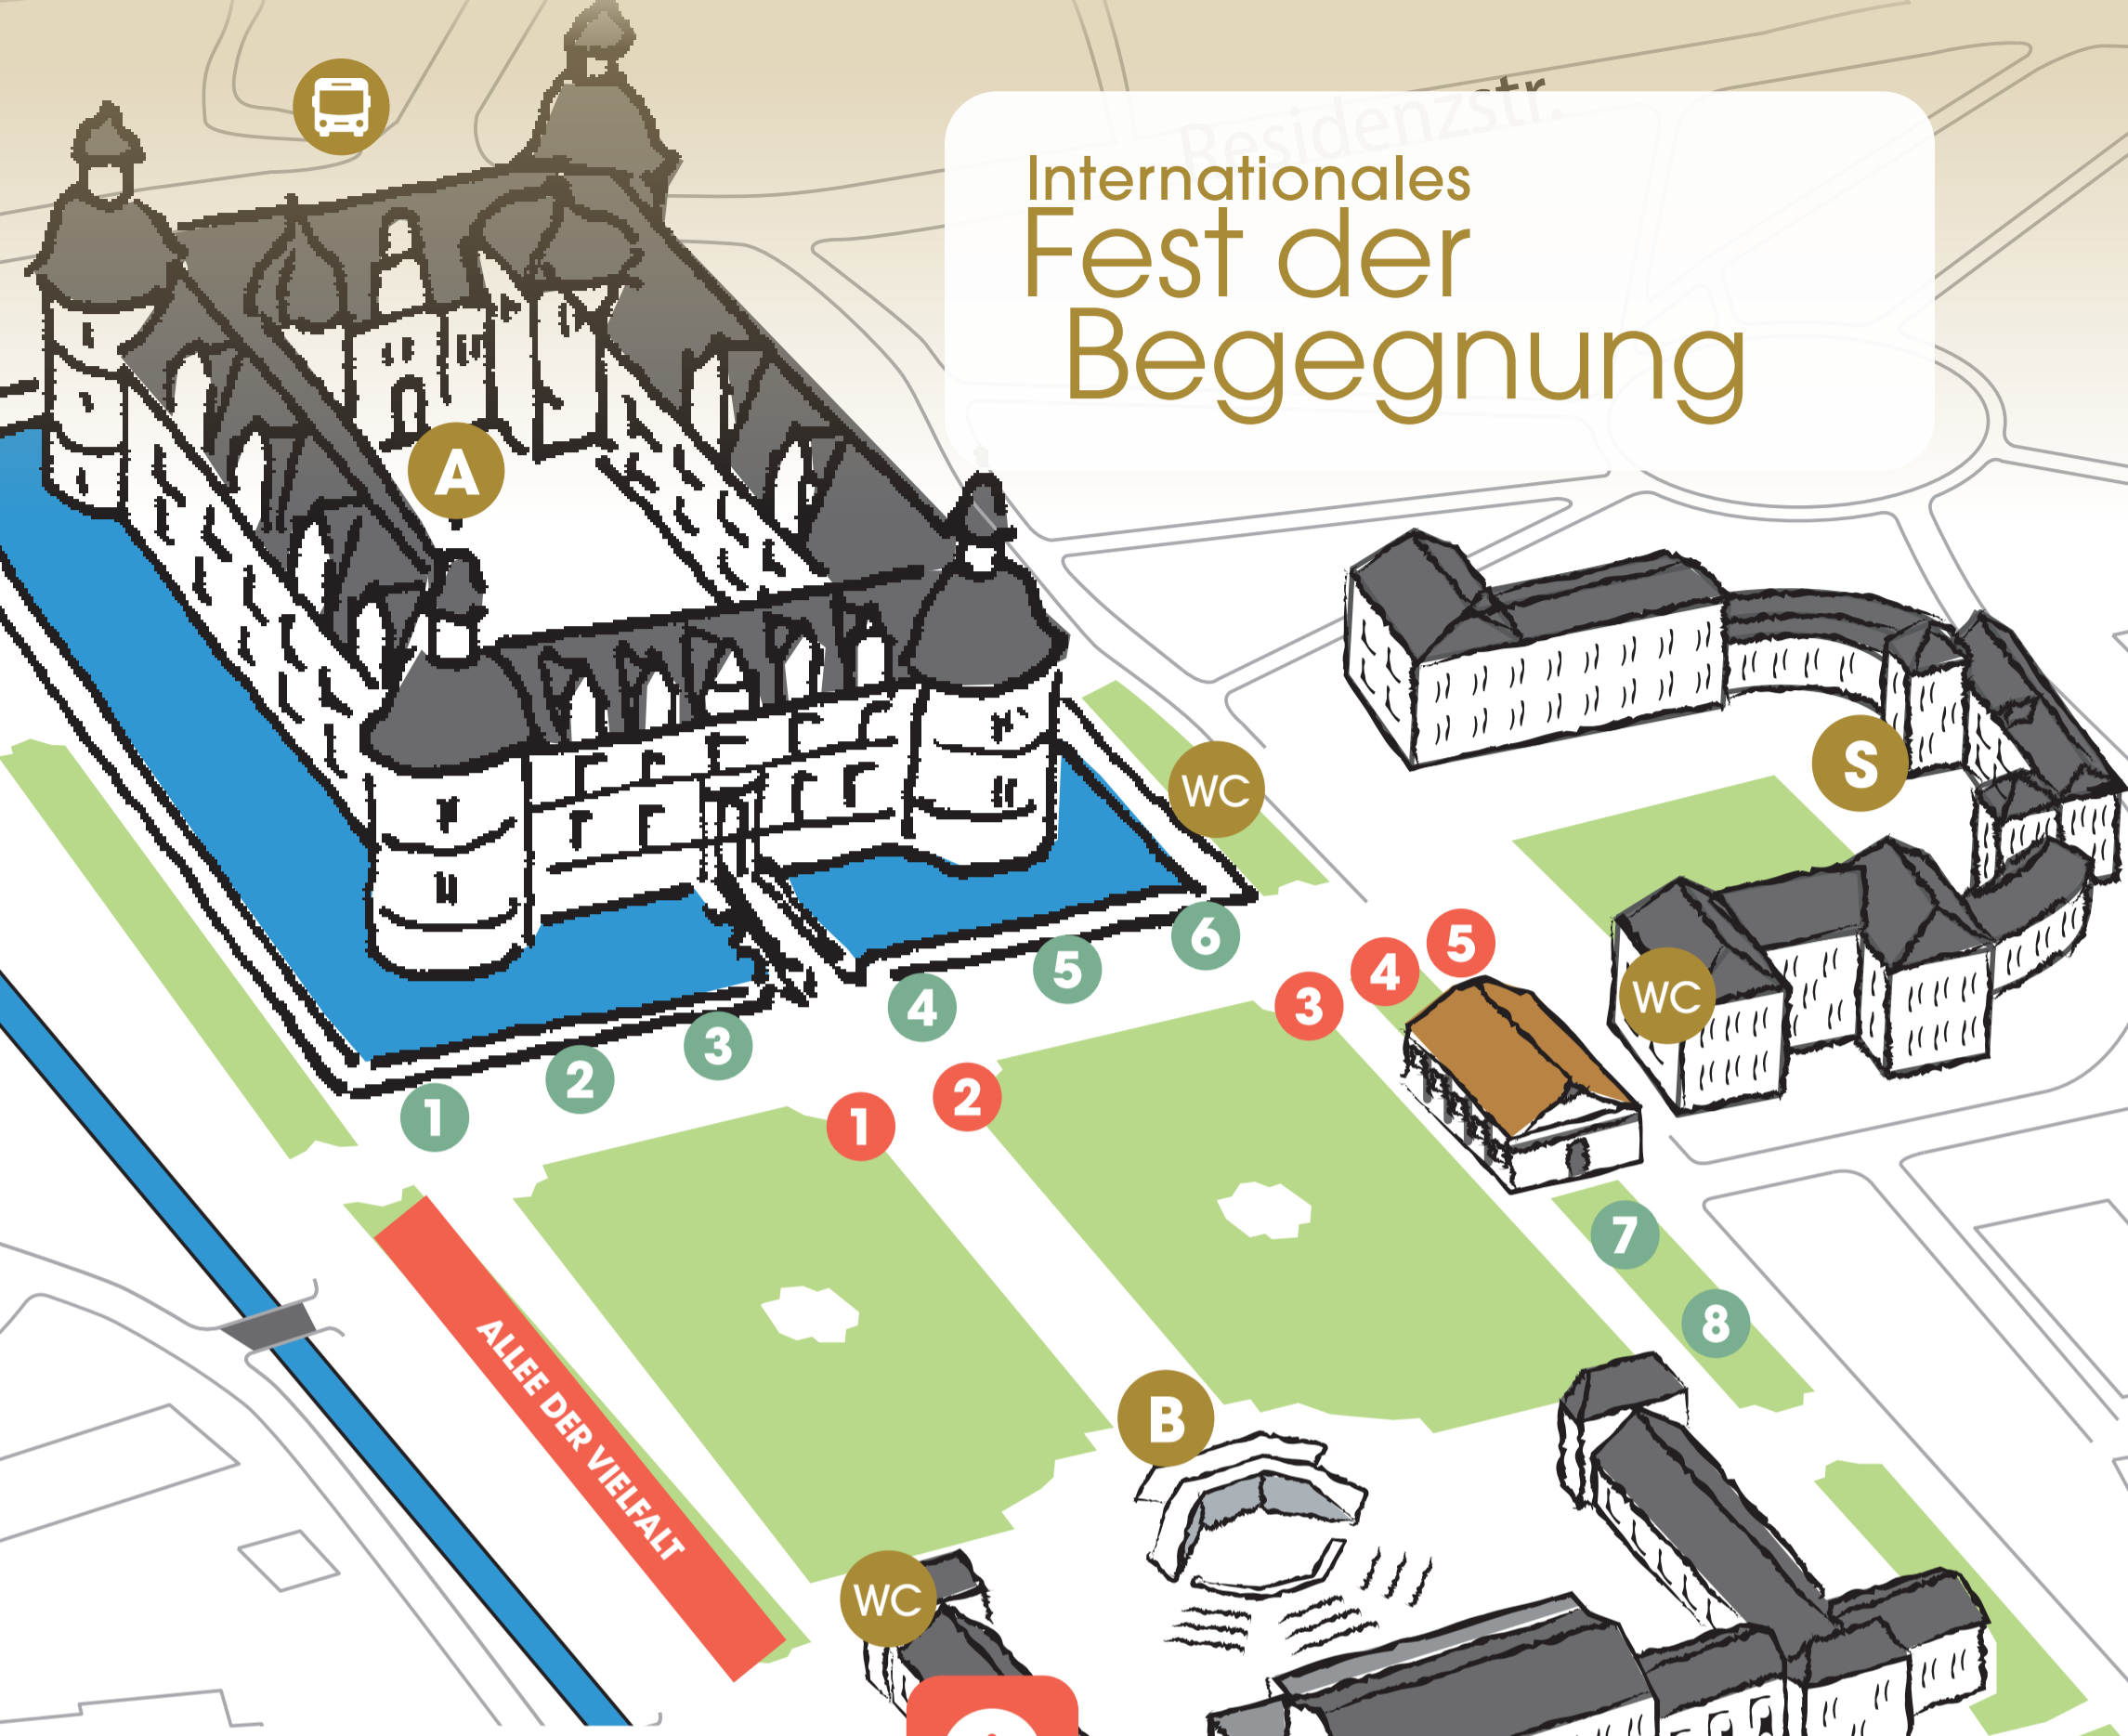 Residenzstr.
Internationales
Fest der
Begegnung
A
S
WC
6
5
4
3
2
1
5
4
3
2
1
WC
7
8
B
ALLEE DER VIELFALT
WC